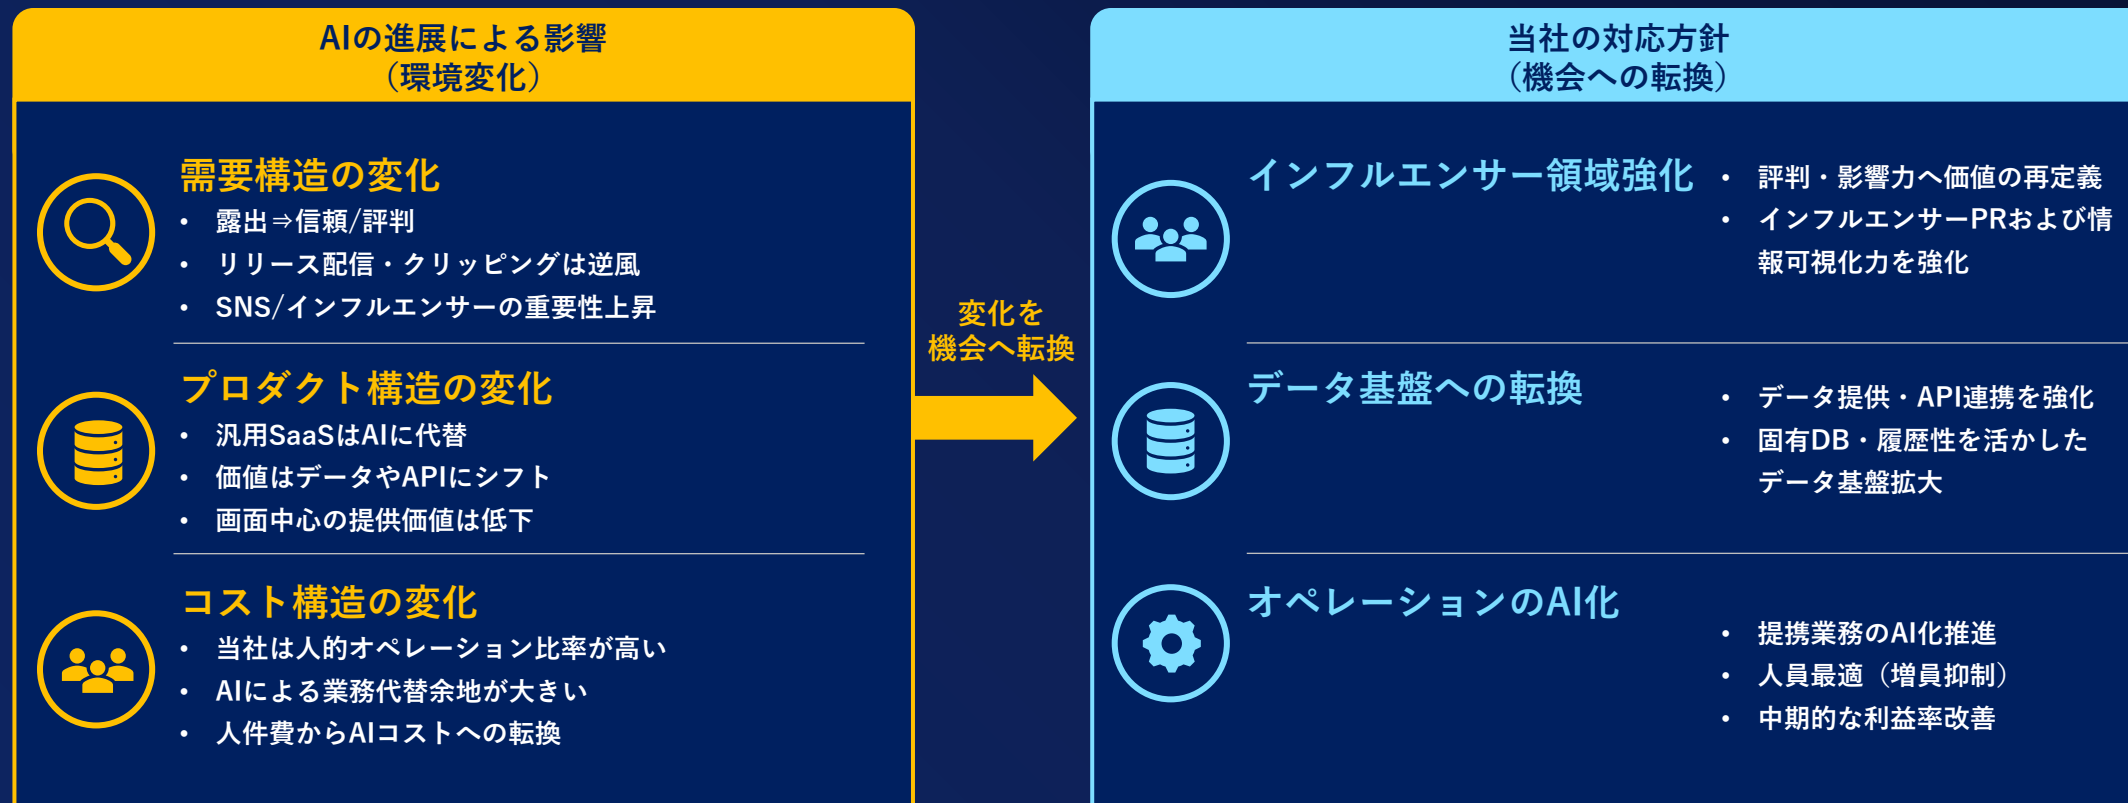 AIの進展による影響
（環境変化）
需要構造の変化
• 露出⇒信頼/評判
• リリース配信・クリッピングは逆風
• SNS/インフルエンサーの重要性上昇
プロダクト構造の変化
• 汎用SaaSはAIに代替
• 価値はデータやAPIにシフト
• 画面中心の提供価値は低下
コスト構造の変化
• 当社は人的オペレーション比率が高い
• AIによる業務代替余地が大きい
• 人件費からAIコストへの転換
変化を
機会へ転換
当社の対応方針
（機会への転換）
インフルエンサー領域強化
• 評判・影響力へ価値の再定義
• インフルエンサーPRおよび情
報可視化力を強化
データ基盤への転換
• データ提供・API連携を強化
• 固有DB・履歴性を活かした
データ基盤拡大
オペレーションのAI化
• 提携業務のAI化推進
• 人員最適（増員抑制）
• 中期的な利益率改善